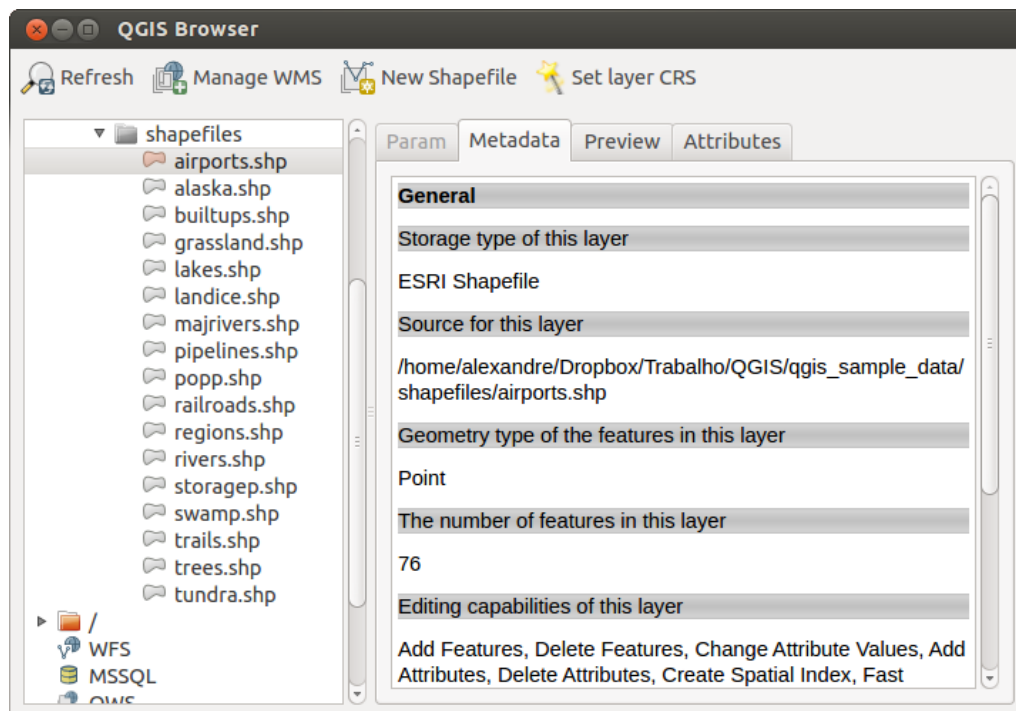 QGIS Browser
Refresh Manage WMS New Shapefile Set layer CRS
shapefiles
airports.shp
alaska.shp
builtups.shp
grassland.shp
lakes.shp
landice.shp
majrivers.shp
pipelines.shp
popp.shp
railroads.shp
regions.shp
rivers.shp
storagep.shp
swamp.shp
trails.shp
trees.shp
tundra.shp
/
WFS
MSSQL
OWS
Param Metadata Preview Attributes
General
Storage type of this layer
ESRI Shapefile
Source for this layer
/home/alexandre/Dropbox/Trabalho/QGIS/qgis_sample_data/
shapefiles/airports.shp
Geometry type of the features in this layer
Point
The number of features in this layer
76
Editing capabilities of this layer
Add Features, Delete Features, Change Attribute Values, Add
Attributes, Delete Attributes, Create Spatial Index, Fast